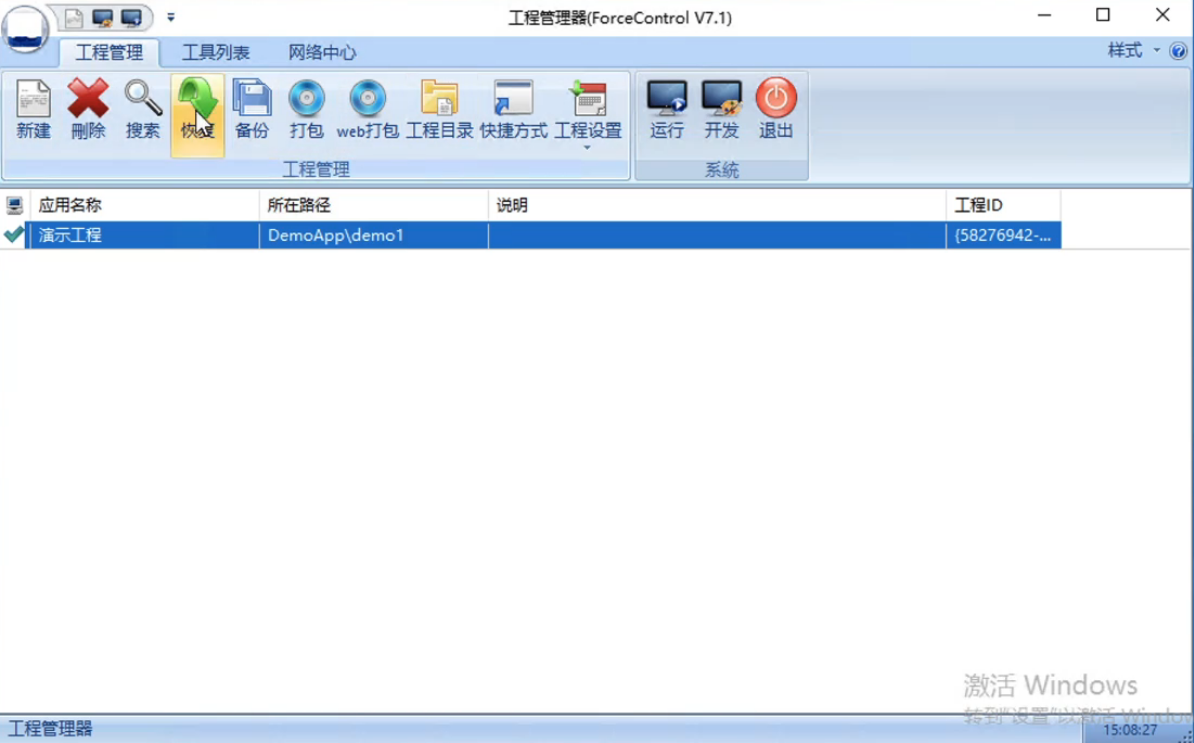 工程管理器(ForceControl V7.1)
工程管理 工具列表 网络中心 样式
新建 刪除 搜索 恢复 备份 打包 web打包 工程目录 快捷方式 工程设置 运行 开发 退出
工程管理 系统
应用名称 所在路径 说明 工程ID
演示工程 DemoApp\demo1 {58276942-...
激活 Windows
转到"设置"以激活 Window
工程管理器 15:08:27